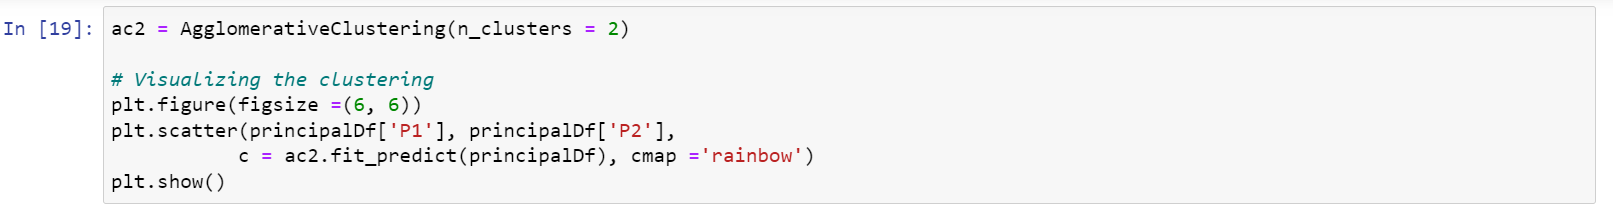 In [19]: ac2 = AgglomerativeClustering(n_clusters = 2)
# Visualizing the clustering
plt.figure(figsize =(6, 6))
plt.scatter(principalDf['P1'], principalDf['P2'],
c = ac2.fit_predict(principalDf), cmap ='rainbow')
plt.show()